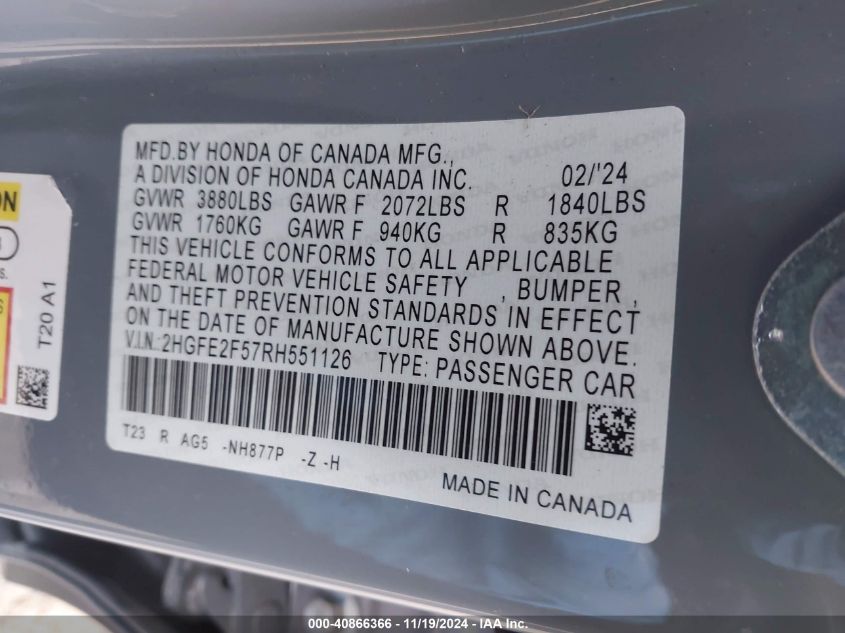 MFD.BY HONDA OF CANADA MFG.,
A DIVISION OF HONDA CANADA INC. 02/'24
GVWR 3880LBS GAWR F 2072LBS R 1840LBS
GVWR 1760KG GAWR F 940KG R 835KG
THIS VEHICLE CONFORMS TO ALL APPLICABLE
FEDERAL MOTOR VEHICLE SAFETY , BUMPER ,
AND THEFT PREVENTION STANDARDS IN EFFECT
ON THE DATE OF MANUFACTURE SHOWN ABOVE.
V.I.N.:2HGFE2F57RH551126 TYPE: PASSENGER CAR
T23 R AG5 -NH877P -Z -H
MADE IN CANADA
T20 A1
000-40866366 - 11/19/2024 - IAA, Inc.